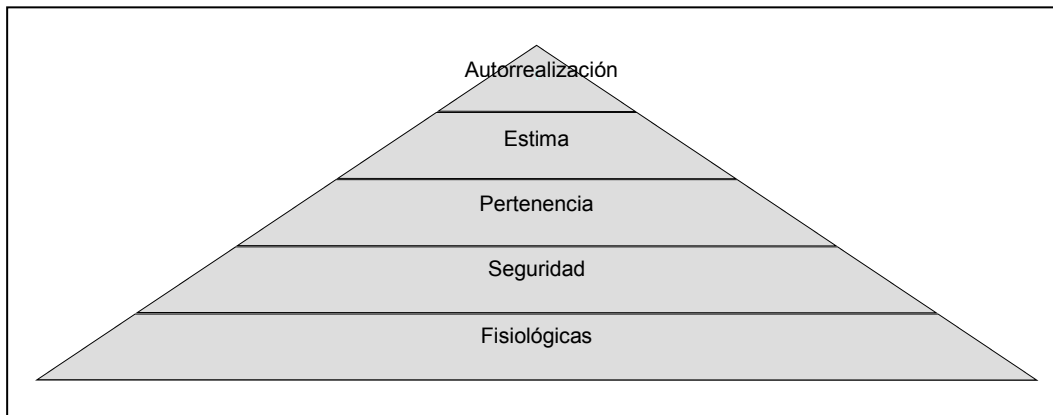 Autorrealización
Estima
Pertenencia
Seguridad
Fisiológicas